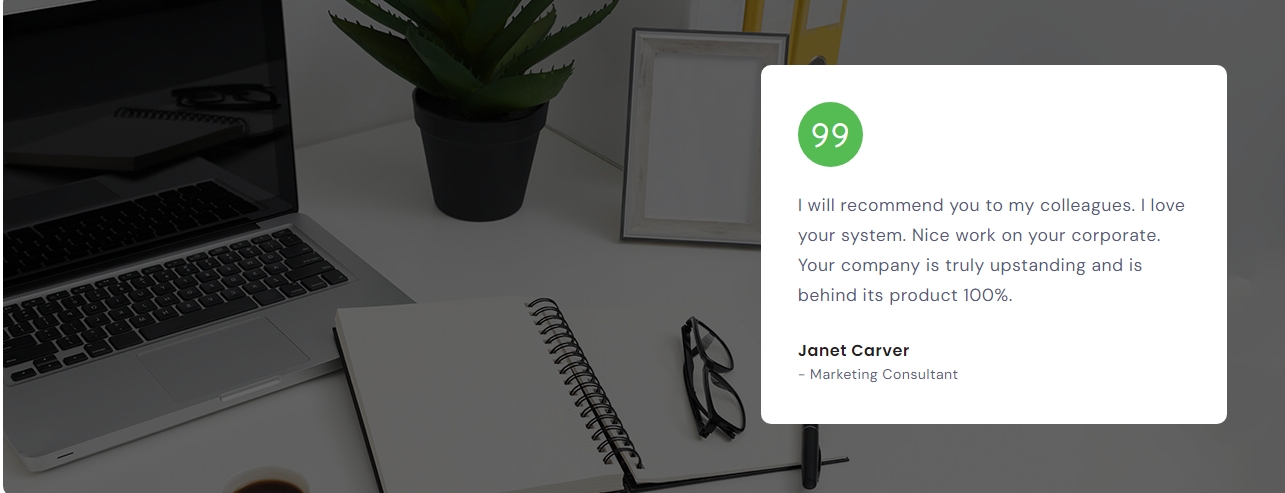 99
I will recommend you to my colleagues. I love
your system. Nice work on your corporate.
Your company is truly upstanding and is
behind its product 100%.
Janet Carver
- Marketing Consultant